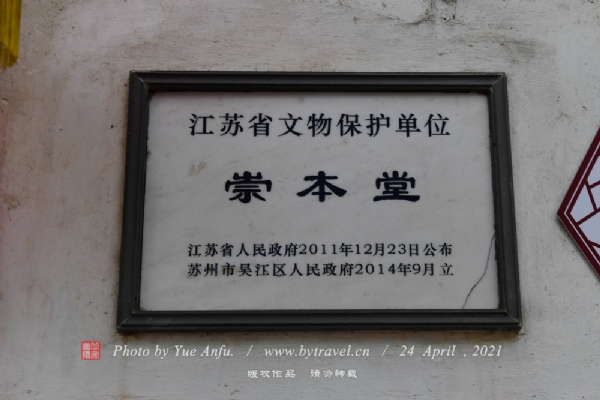 江苏省文物保护单位
崇本堂
江苏省人民政府2011年12月23日公布
苏州市吴江区人民政府2014年9月立
Photo by Yue Anfu. / www.bytravel.cn / 24 April , 2021
版权作品 请勿转载